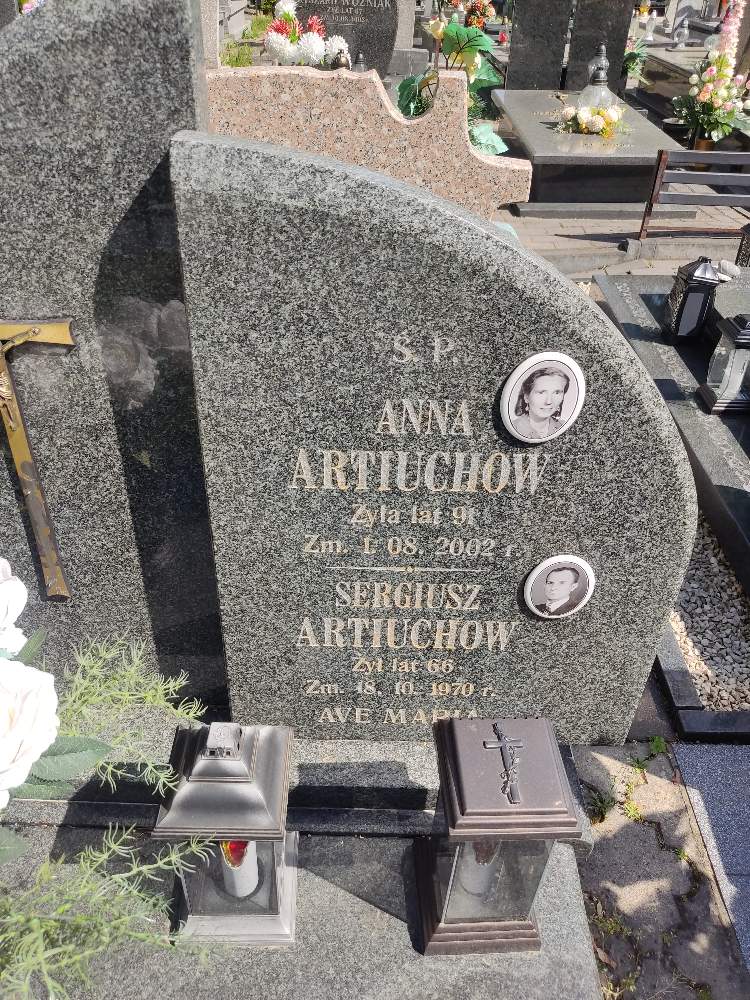 Ś. P.
ANNA
ARTIUCHOW
Żyła lat 91
Zm. 1. 08. 2002 r.
SERGIUSZ
ARTIUCHOW
Żył lat 66
Zm. 18. 10. 1970 r.
AVE MARIA
WOŹNIAK